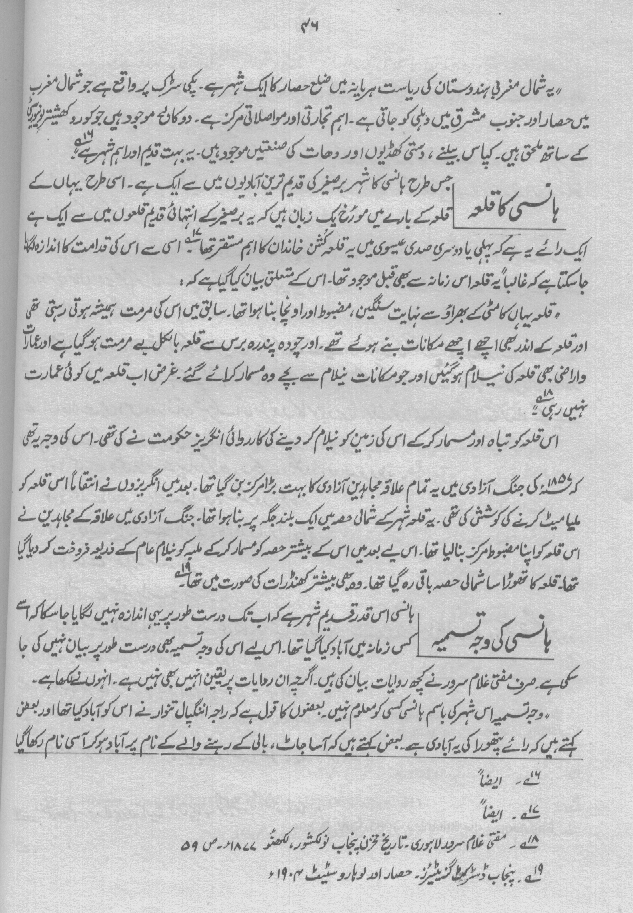 ۴۶
"یہ شمال مغربی ہندوستان کی ریاست ہریانہ میں ضلع حصار کا ایک شہر ہے۔ پکی سڑک پر واقع ہے جو شمال مغرب
میں حصار اور جنوب مشرق میں دہلی کو جاتی ہے۔ اہم تجارتی اور مواصلاتی مرکز ہے۔ دو کالج موجود ہیں جو کوروکھشیتر یونیورسٹی
کے ساتھ ملحق ہیں۔ کپاس بیلنے، دستی کھڈیوں اور دھات کی صنعتیں موجود ہیں۔ یہ بہت قدیم اور اہم شہر ہے۱۶"
ہانسی کا قلعہ
جس طرح ہانسی کا شہر برصغیر کی قدیم ترین آبادیوں میں سے ایک ہے۔ اسی طرح یہاں کے
قلعہ کے بارے میں مورخ یک زبان ہیں کہ یہ برصغیر کے انتہائی قدیم قلعوں میں سے ایک ہے
ایک رائے یہ ہے کہ پہلی یا دوسری صدی عیسوی میں یہ قلعہ کُشن خاندان کا اہم مستقر تھا۱۷ اسی سے اس کی قدامت کا اندازہ لگایا
جا سکتا ہے کہ غالباً یہ قلعہ اس زمانہ سے بھی قبل موجود تھا۔ اس کے متعلق بیان کیا گیا ہے کہ:
"قلعہ یہاں کا مٹی کے بھراؤ سے نہایت سنگین، مضبوط اور اونچا بنا ہوا تھا۔ سابق میں اس کی مرمت ہمیشہ ہوتی رہتی تھی
اور قلعہ کے اندر بھی اچھے اچھے مکانات بنے ہوئے تھے۔ اور چودہ پندرہ برس سے قلعہ بالکل بے مرمت ہو گیا ہے اور عمارات
و اراضی بھی قلعہ کی نیلام ہو گئیں اور جو مکانات نیلام سے بچے وہ مسمار کرائے گئے۔ غرض اب قلعہ میں کوئی عمارت
نہیں رہی۱۸"
اس قلعہ کو تباہ اور مسمار کر کے اس کی زمین کو نیلام کر دینے کی کارروائی انگریز حکومت نے کی تھی۔ اس کی وجہ یہ تھی
کہ ۱۸۵۷ء کی جنگ آزادی میں یہ تمام علاقہ مجاہدین آزادی کا بہت بڑا مرکز بن گیا تھا۔ بعد میں انگریزوں نے انتقاماً اس قلعہ کو
ملیا میٹ کرنے کی کوشش کی تھی۔ یہ قلعہ شہر کے شمالی حصہ میں ایک بلند جگہ پر بنا ہوا تھا۔ جنگ آزادی میں علاقہ کے مجاہدین نے
اس قلعہ کو اپنا مضبوط مرکز بنا لیا تھا۔ اس لیے بعد میں اس کے بیشتر حصہ کو مسمار کر کے ملبہ کو نیلام عام کے ذریعہ فروخت کر دیا گیا
تھا۔ قلعہ کا تھوڑا سا شمالی حصہ باقی رہ گیا تھا۔ وہ بھی بیشتر کھنڈرات کی صورت میں تھا۱۹۔
ہانسی کی وجہ تسمیہ
ہانسی اس قدر قدیم شہر ہے کہ اب تک درست طور پر یہی اندازہ نہیں لگایا جا سکا کہ اسے
کس زمانہ میں آباد کیا گیا تھا۔ اس لیے اس کی وجہ تسمیہ بھی درست طور پر بیان نہیں کی جا
سکی ہے۔ صرف مفتی غلام سرور نے کچھ روایات بیان کی ہیں۔ اگرچہ ان روایات پر یقین انہیں بھی نہیں ہے۔ انہوں نے لکھا ہے۔
"وجہ تسمیہ اس شہر کی باسم ہانسی کسی کو معلوم نہیں۔ بعضوں کا قول ہے کہ راجہ اننگپال تنوار نے اس کو آباد کیا تھا اور بعض
کہتے ہیں کہ رائے پتھورا کی یہ آبادی ہے۔ بعض کہتے ہیں کہ آسا جاٹ، ہالی کے رہنے والے کے نام پر آباد ہو کر آسی نام رکھا گیا
۱۶۔ ایضاً
۱۷۔ ایضاً
۱۸۔ مفتی غلام سرور لاہوری۔ تاریخ مخزن پنجاب نولکشور، لکھنؤ ۱۸۷۷ء۔ ص ۵۹
۱۹۔ پنجاب ڈسٹرکٹ گزیٹیئرز۔ حصار اور لوہارو سٹیٹ ۱۹۰۴ء